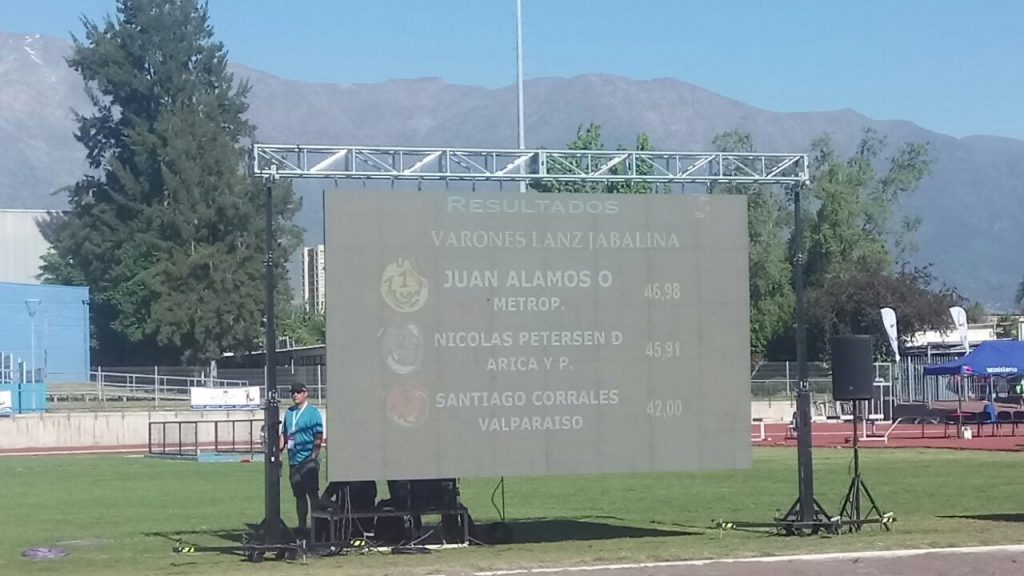 RESULTADOS
VARONES LANZ JABALINA
1 JUAN ALAMOS O 46,98
METROP.
NICOLAS PETERSEN D 45,91
ARICA Y P.
SANTIAGO CORRALES 42,00
VALPARAISO